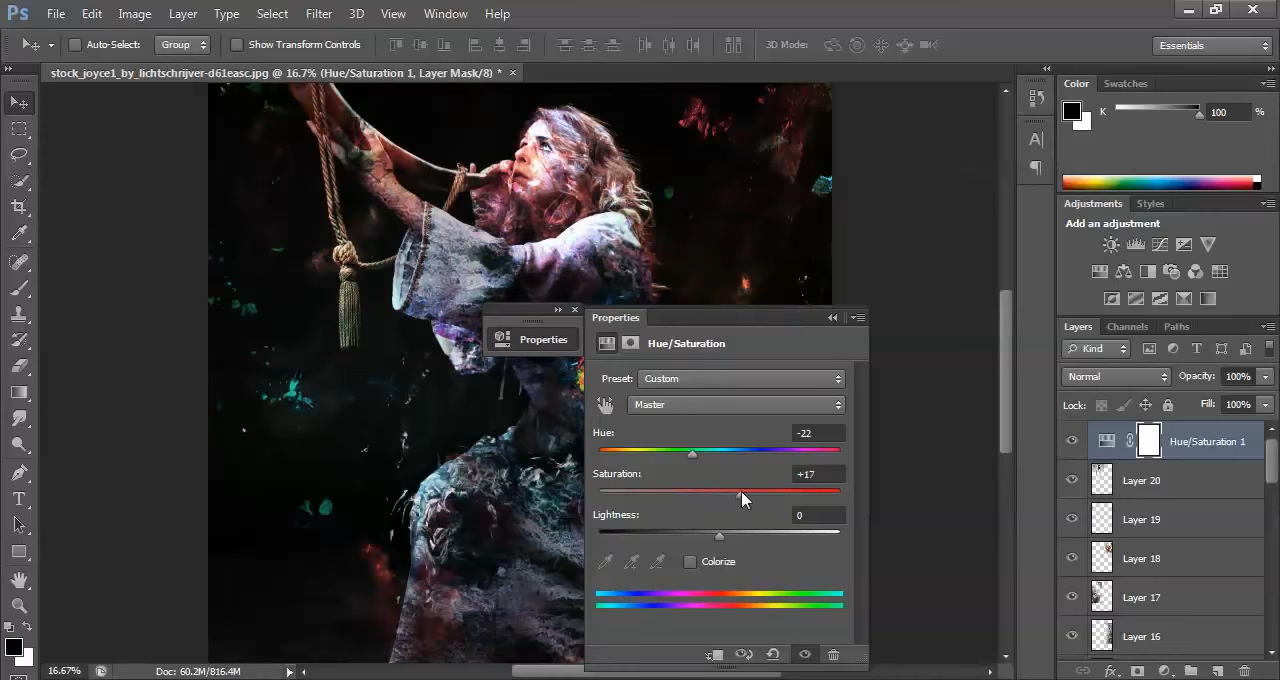 Ps File Edit Image Layer Type Select Filter 3D View Window Help
Auto-Select: Group Show Transform Controls 3D Mode: Essentials
stock_joyce1_by_lichtschrijver-d61easc.jpg @ 16.7% (Hue/Saturation 1, Layer Mask/8) * ×
Color Swatches
K 100 %
Adjustments Styles
Add an adjustment
Properties
Properties
Hue/Saturation
Preset: Custom
Master
Hue: -22
Saturation: +17
Lightness: 0
Colorize
Layers Channels Paths
Kind
Normal Opacity: 100%
Lock: Fill: 100%
Hue/Saturation 1
Layer 20
Layer 19
Layer 18
Layer 17
Layer 16
16.67% Doc: 60.2M/816.4M